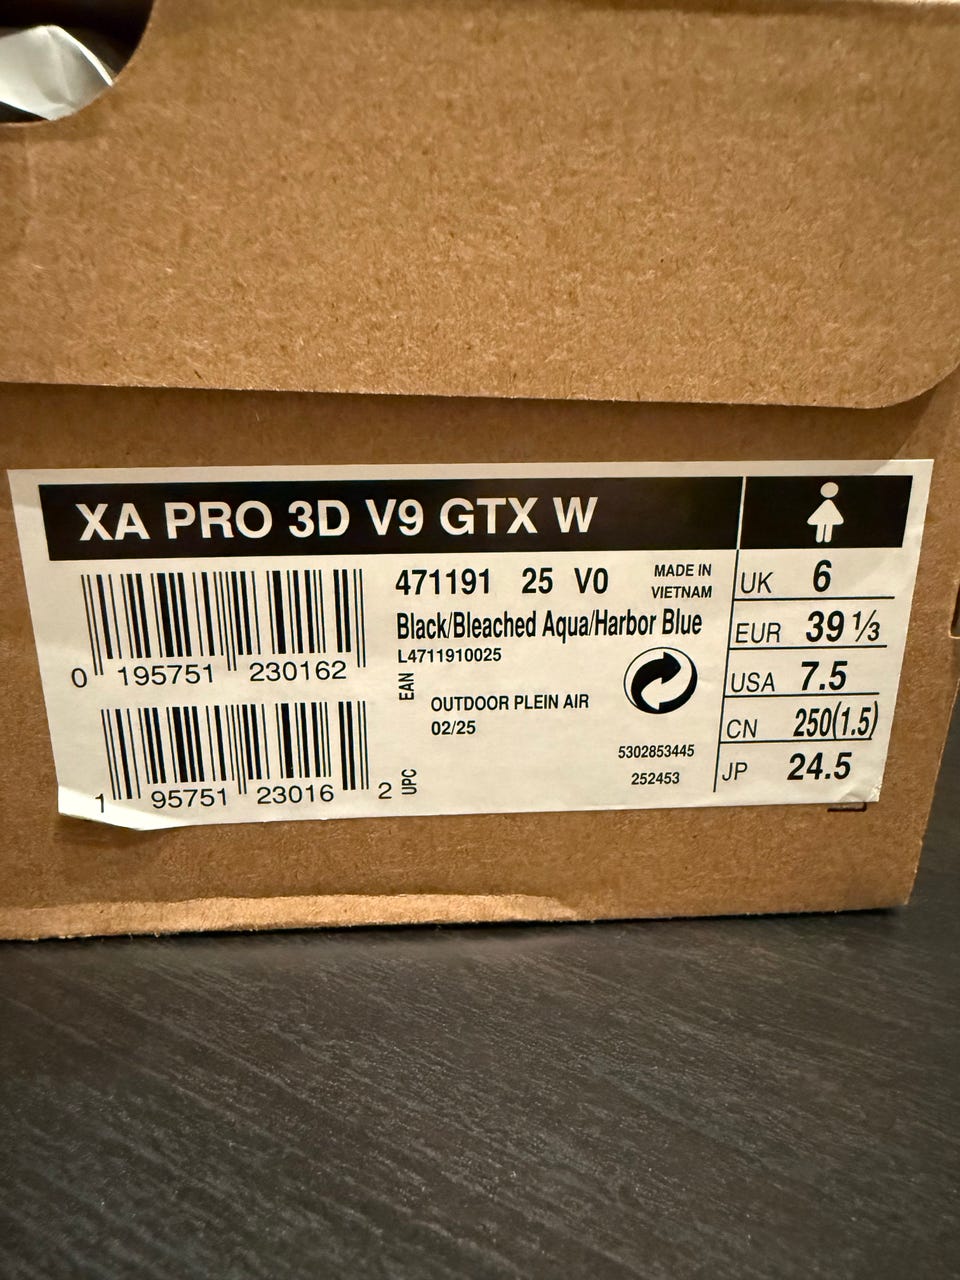 XA PRO 3D V9 GTX W
471191 25 V0
MADE IN
VIETNAM
Black/Bleached Aqua/Harbor Blue
L4711910025
0 195751 230162
EAN
OUTDOOR PLEIN AIR
02/25
5302853445
252453
1 95751 23016 2
UPC
UK 6
EUR 39 1/3
USA 7.5
CN 250(1.5)
JP 24.5